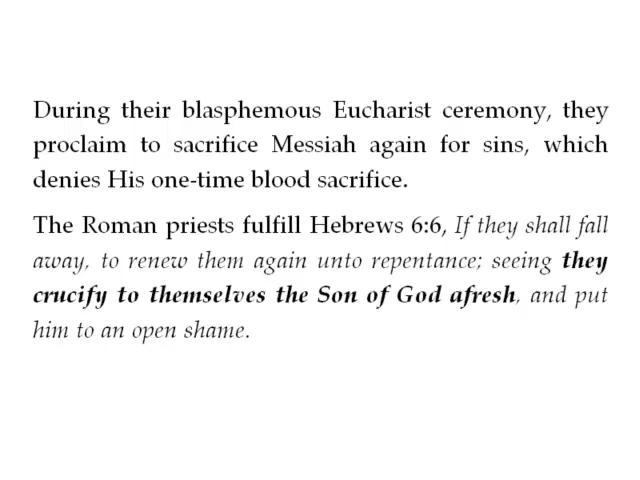 During their blasphemous Eucharist ceremony, they
proclaim to sacrifice Messiah again for sins, which
denies His one-time blood sacrifice.
The Roman priests fulfill Hebrews 6:6, If they shall fall
away, to renew them again unto repentance; seeing they
crucify to themselves the Son of God afresh, and put
him to an open shame.